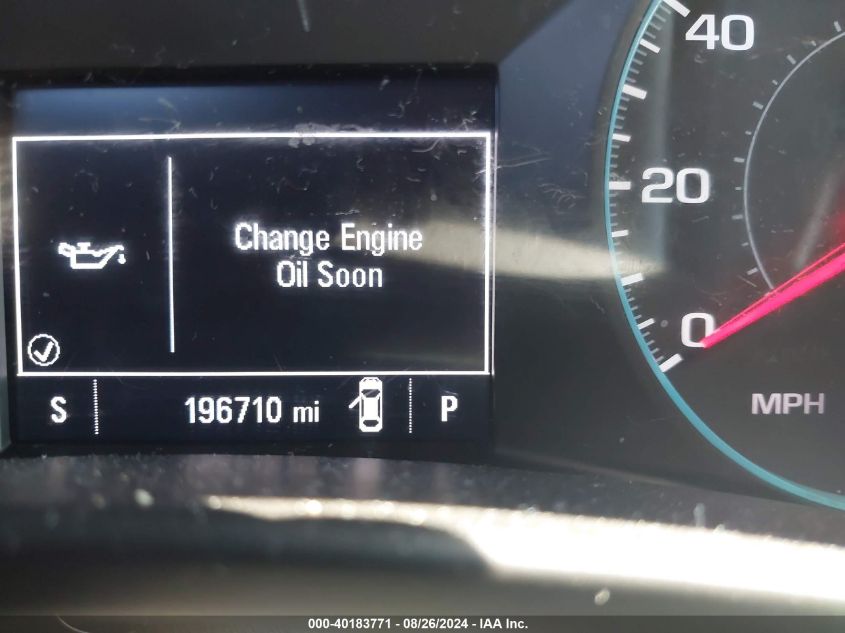 40
Change Engine
Oil Soon
20
0
S 196710 mi P
MPH
000-40183771 - 08/26/2024 - IAA Inc.